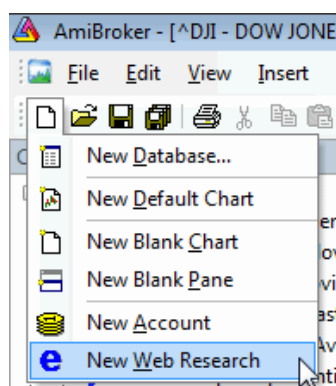 AmiBroker - [^DJI - DOW JONE
File Edit View Insert
New Database...
New Default Chart
New Blank Chart
New Blank Pane
New Account
New Web Research